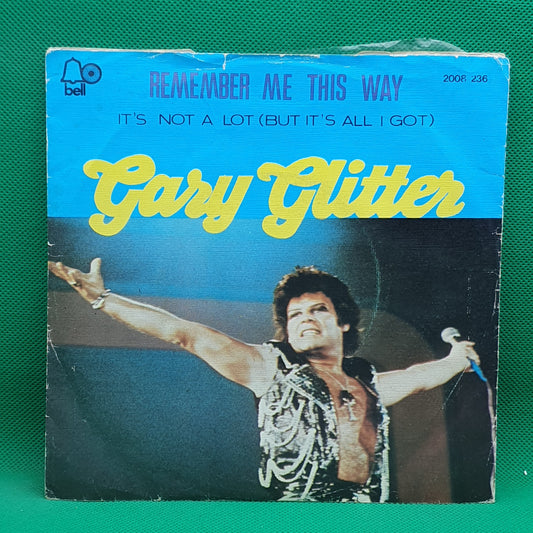 REMEMBER ME THIS WAY
2008 236
bell
IT'S NOT A LOT (BUT IT'S ALL I GOT)
Gary Glitter